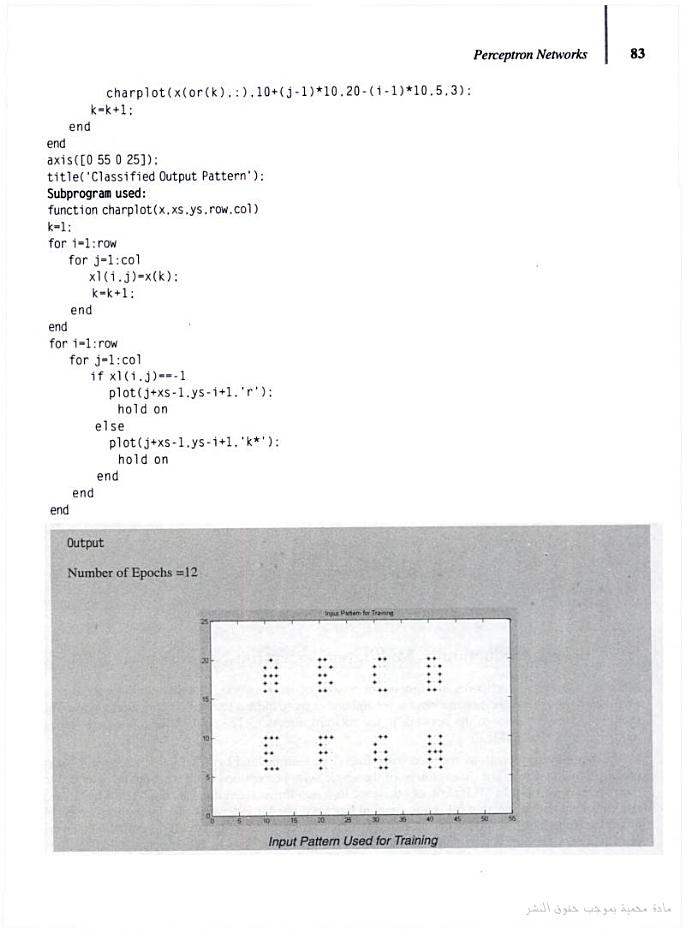 Perceptron Networks 83
charplot(x(or(k),:),10+(j-1)*10,20-(i-1)*10,5,3);
k=k+1;
end
end
axis([0 55 0 25]);
title('Classified Output Pattern');
Subprogram used:
function charplot(x,xs,ys,row,col)
k=1;
for i=1:row
for j=1:col
xl(i,j)=x(k);
k=k+1;
end
end
for i=1:row
for j=1:col
if xl(i,j)==-1
plot(j+xs-1,ys-i+1,'r');
hold on
else
plot(j+xs-1,ys-i+1,'k*');
hold on
end
end
end
Output
Number of Epochs =12
Input Pattern for Training
25
20
15
10
5
0
0 5 10 15 20 25 30 35 40 45 50 55
Input Pattern Used for Training
مادة محمية بموجب حقوق النشر